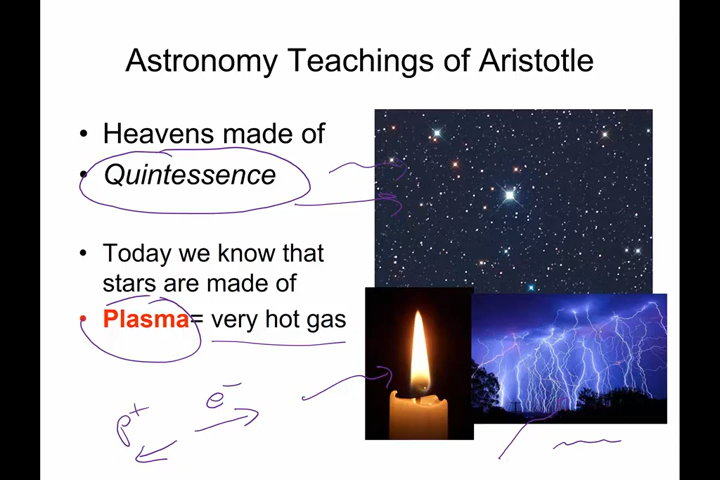 Astronomy Teachings of Aristotle
• Heavens made of
• Quintessence
• Today we know that
stars are made of
• Plasma= very hot gas
e⁻
p⁺